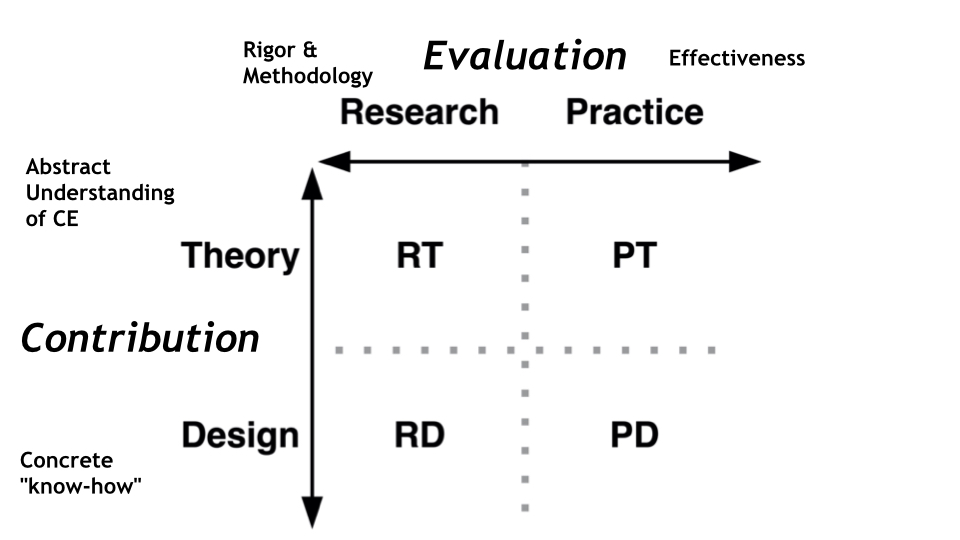 Rigor &
Methodology
Evaluation
Effectiveness
Research
Practice
Abstract
Understanding
of CE
Theory
RT
PT
Contribution
Design
RD
PD
Concrete
"know-how"